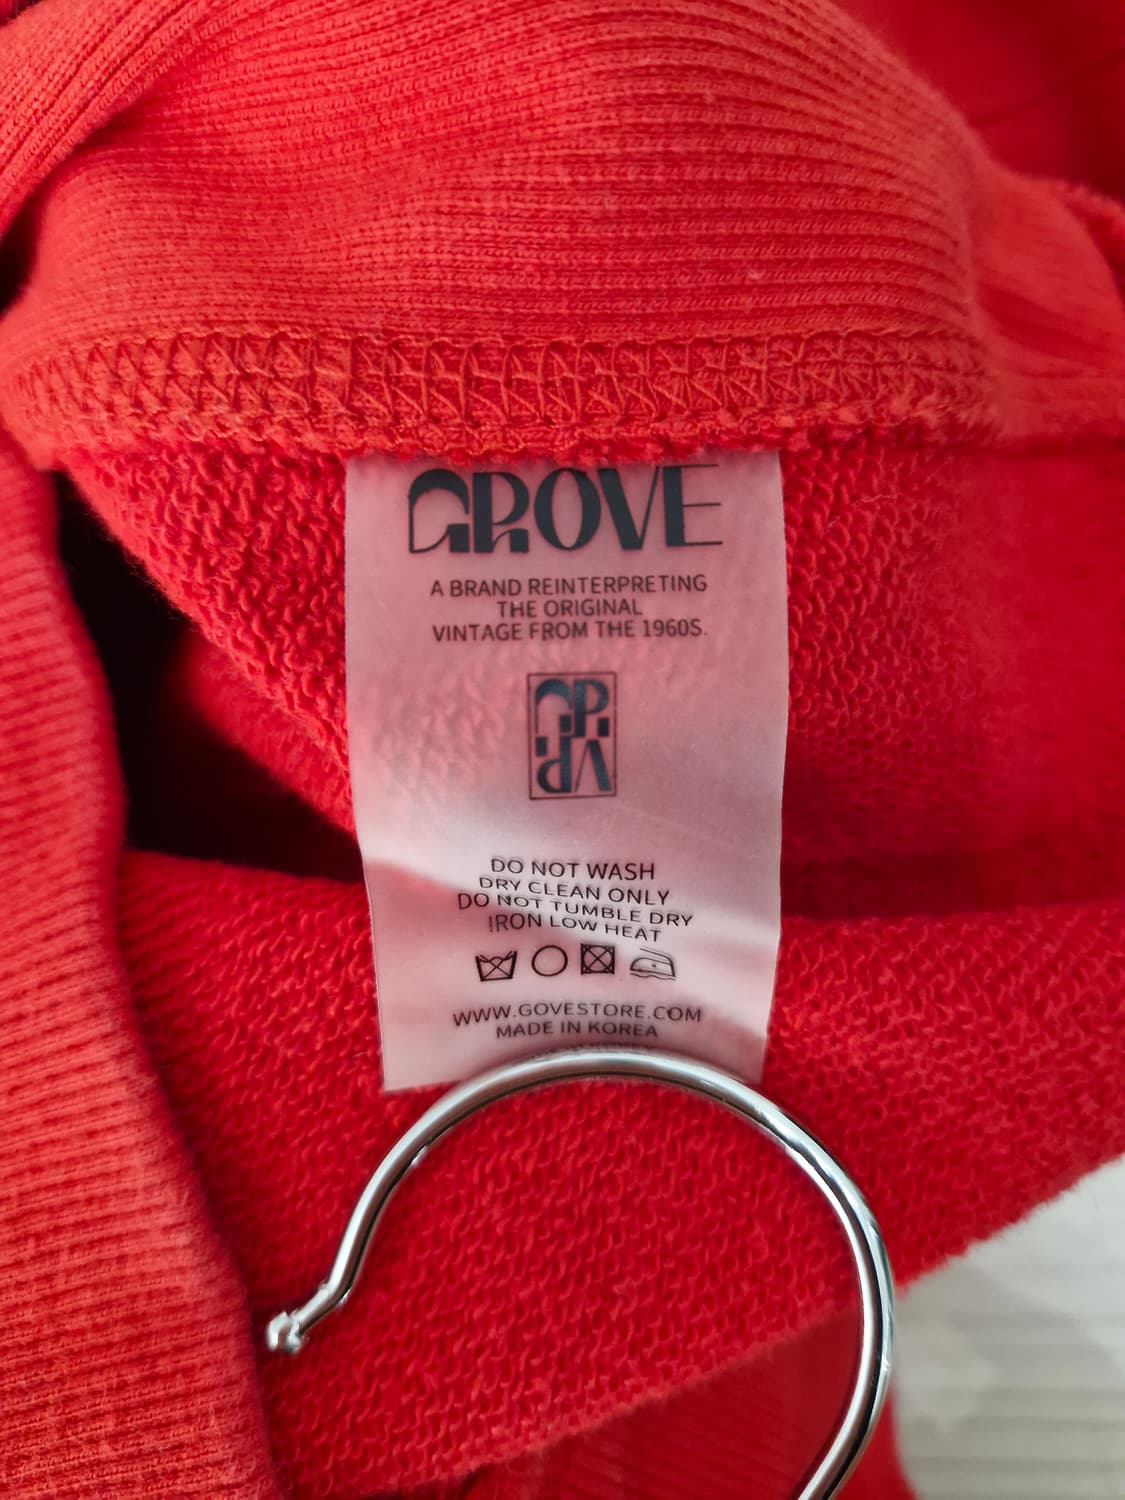 GROVE
A BRAND REINTERPRETING
THE ORIGINAL
VINTAGE FROM THE 1960S.
DO NOT WASH
DRY CLEAN ONLY
DO NOT TUMBLE DRY
IRON LOW HEAT
WWW.GOVESTORE.COM
MADE IN KOREA